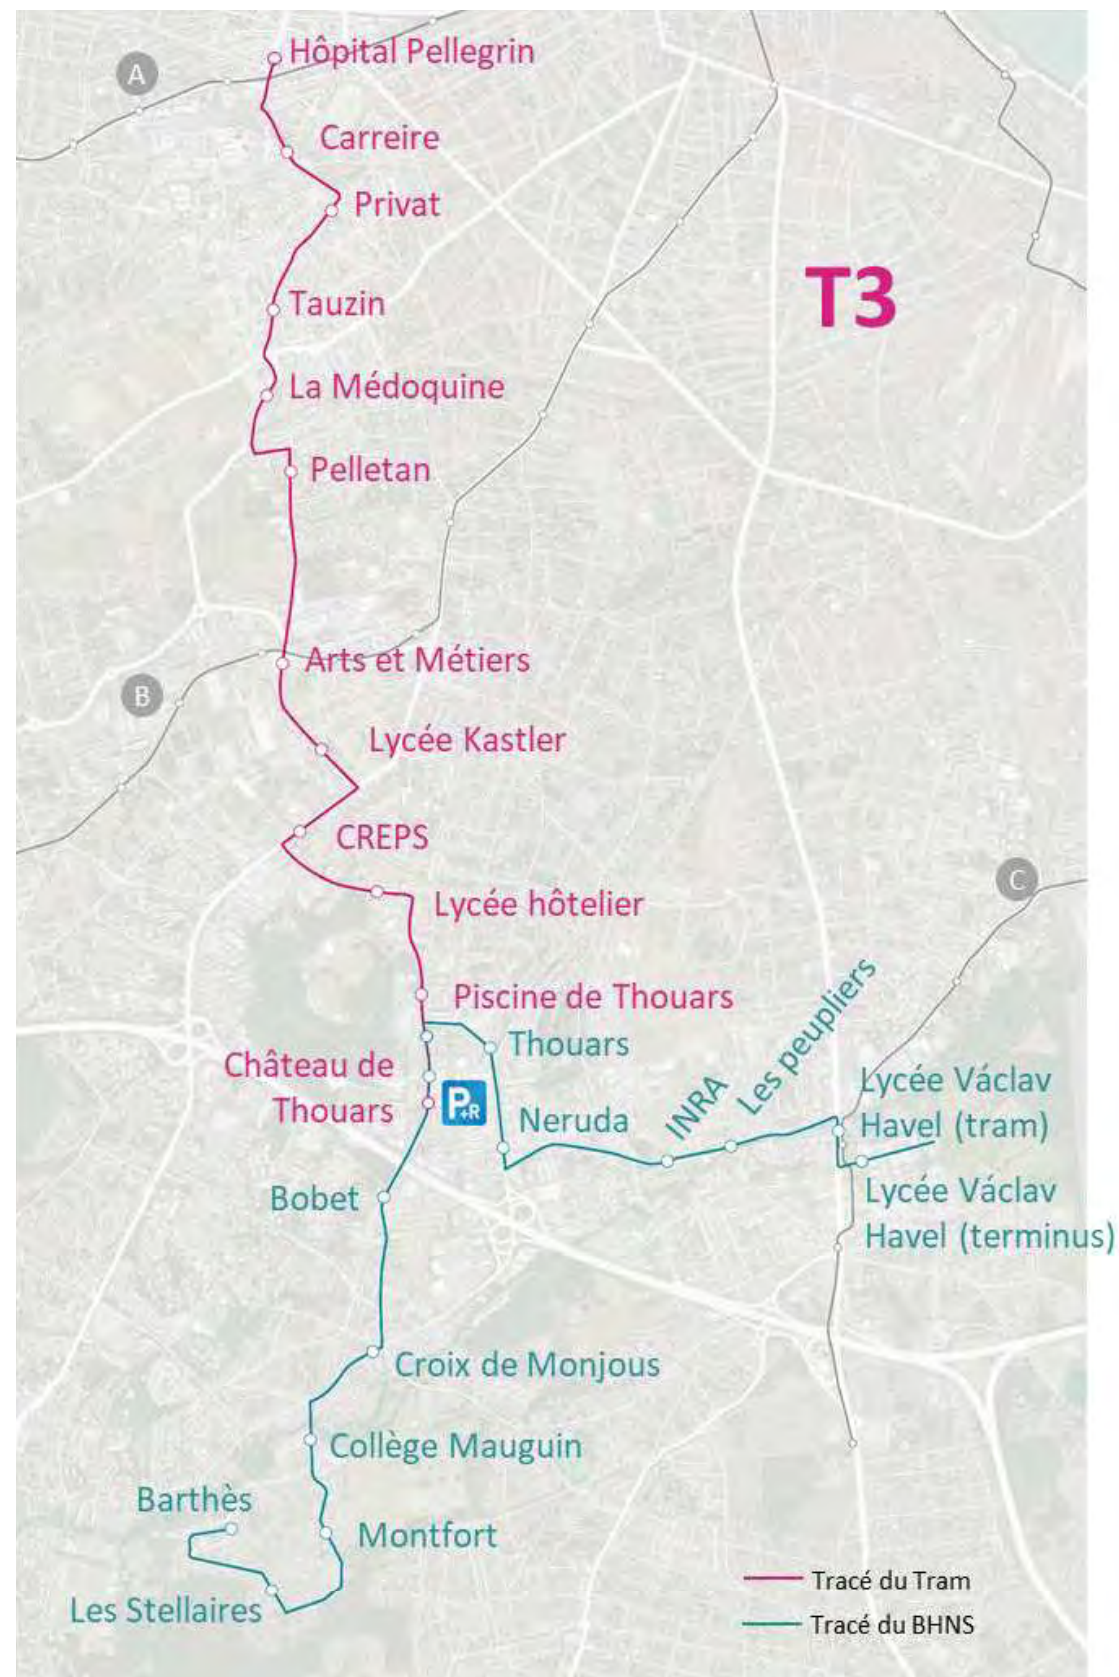 Hôpital Pellegrin
A
Carreire
Privat
T3
Tauzin
La Médoquine
Pelletan
Arts et Métiers
B
Lycée Kastler
CREPS
C
Lycée hôtelier
Piscine de Thouars
Thouars
Les peupliers
Château de
Thouars
P+R
Neruda
INRA
Lycée Václav
Havel (tram)
Lycée Václav
Havel (terminus)
Bobet
Croix de Monjous
Collège Mauguin
Barthès
Montfort
Les Stellaires
Tracé du Tram
Tracé du BHNS